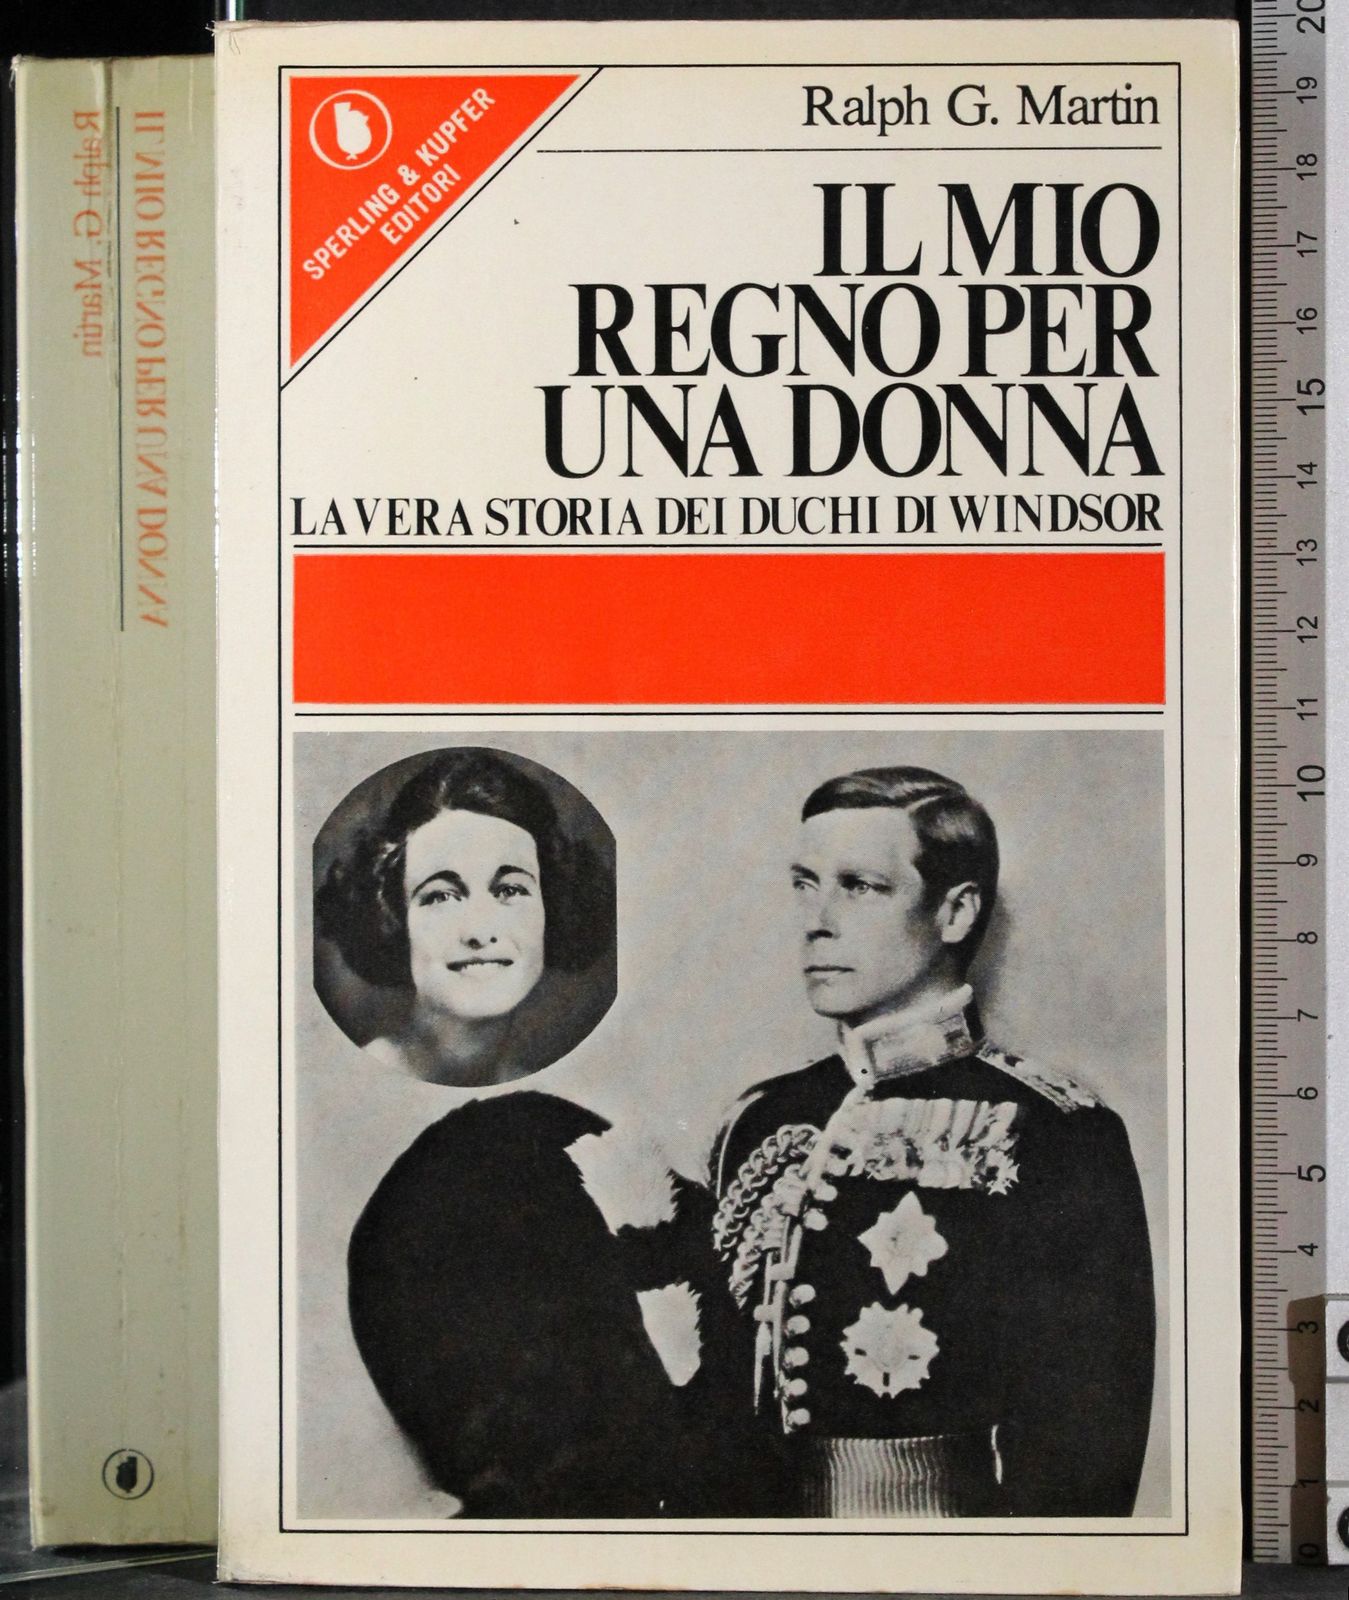 Ralph G. Martin
SPERLING & KUPFER
EDITORI
IL MIO
REGNO PER
UNA DONNA
LA VERA STORIA DEI DUCHI DI WINDSOR
IL MIO REGNO PER UNA DONNA
Ralph G. Martin
20
19
18
17
16
15
14
13
12
11
10
9
8
7
6
5
4
3
2
1
0